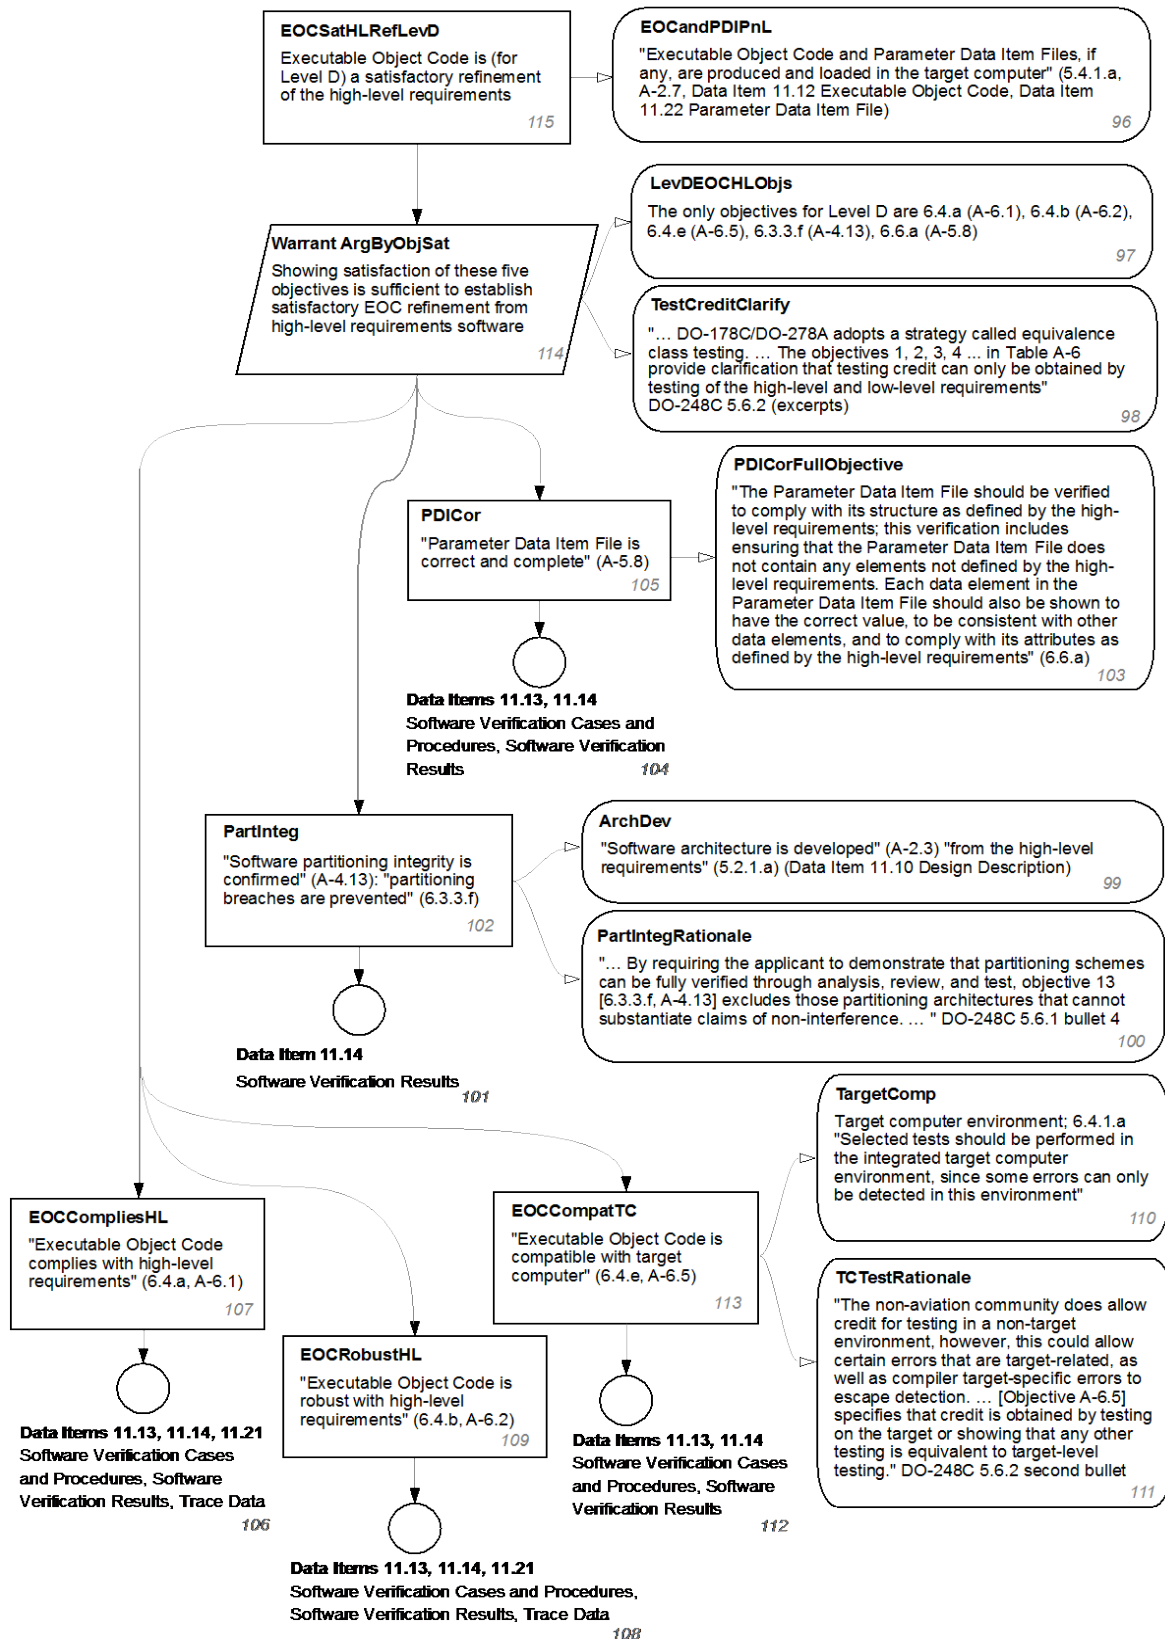 EOCSatHLRefLevD
Executable Object Code is (for
Level D) a satisfactory refinement
of the high-level requirements
115
EOCandPDIPnL
"Executable Object Code and Parameter Data Item Files, if
any, are produced and loaded in the target computer" (5.4.1.a,
A-2.7, Data Item 11.12 Executable Object Code, Data Item
11.22 Parameter Data Item File)
96
LevDEOCHLObjs
The only objectives for Level D are 6.4.a (A-6.1), 6.4.b (A-6.2),
6.4.e (A-6.5), 6.3.3.f (A-4.13), 6.6.a (A-5.8)
97
Warrant ArgByObjSat
Showing satisfaction of these five
objectives is sufficient to establish
satisfactory EOC refinement from
high-level requirements software
114
TestCreditClarify
"... DO-178C/DO-278A adopts a strategy called equivalence
class testing. ... The objectives 1, 2, 3, 4 ... in Table A-6
provide clarification that testing credit can only be obtained by
testing of the high-level and low-level requirements"
DO-248C 5.6.2 (excerpts)
98
PDICorFullObjective
"The Parameter Data Item File should be verified
to comply with its structure as defined by the high-
level requirements; this verification includes
ensuring that the Parameter Data Item File does
not contain any elements not defined by the high-
level requirements. Each data element in the
Parameter Data Item File should also be shown to
have the correct value, to be consistent with other
data elements, and to comply with its attributes as
defined by the high-level requirements" (6.6.a)
103
PDICor
"Parameter Data Item File is
correct and complete" (A-5.8)
105
Data Items 11.13, 11.14
Software Verification Cases and
Procedures, Software Verification
Results
104
PartInteg
"Software partitioning integrity is
confirmed" (A-4.13): "partitioning
breaches are prevented" (6.3.3.f)
102
ArchDev
"Software architecture is developed" (A-2.3) "from the high-level
requirements" (5.2.1.a) (Data Item 11.10 Design Description)
99
PartIntegRationale
"... By requiring the applicant to demonstrate that partitioning schemes
can be fully verified through analysis, review, and test, objective 13
[6.3.3.f, A-4.13] excludes those partitioning architectures that cannot
substantiate claims of non-interference. ... " DO-248C 5.6.1 bullet 4
100
Data Item 11.14
Software Verification Results
101
TargetComp
Target computer environment; 6.4.1.a
"Selected tests should be performed in
the integrated target computer
environment, since some errors can only
be detected in this environment"
110
EOCCompliesHL
"Executable Object Code
complies with high-level
requirements" (6.4.a, A-6.1)
107
EOCCompatTC
"Executable Object Code is
compatible with target
computer" (6.4.e, A-6.5)
113
TCTestRationale
"The non-aviation community does allow
credit for testing in a non-target
environment, however, this could allow
certain errors that are target-related, as
well as compiler target-specific errors to
escape detection. ... [Objective A-6.5]
specifies that credit is obtained by testing
on the target or showing that any other
testing is equivalent to target-level
testing." DO-248C 5.6.2 second bullet
111
EOCRobustHL
"Executable Object Code is
robust with high-level
requirements" (6.4.b, A-6.2)
109
Data Items 11.13, 11.14, 11.21
Software Verification Cases
and Procedures, Software
Verification Results, Trace Data
106
Data Items 11.13, 11.14
Software Verification Cases
and Procedures, Software
Verification Results
112
Data Items 11.13, 11.14, 11.21
Software Verification Cases and Procedures,
Software Verification Results, Trace Data
108